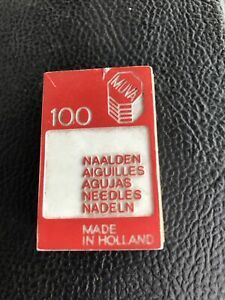 MUVA
100
NAALDEN
AIGUILLES
AGUJAS
NEEDLES
NADELN
MADE
IN HOLLAND